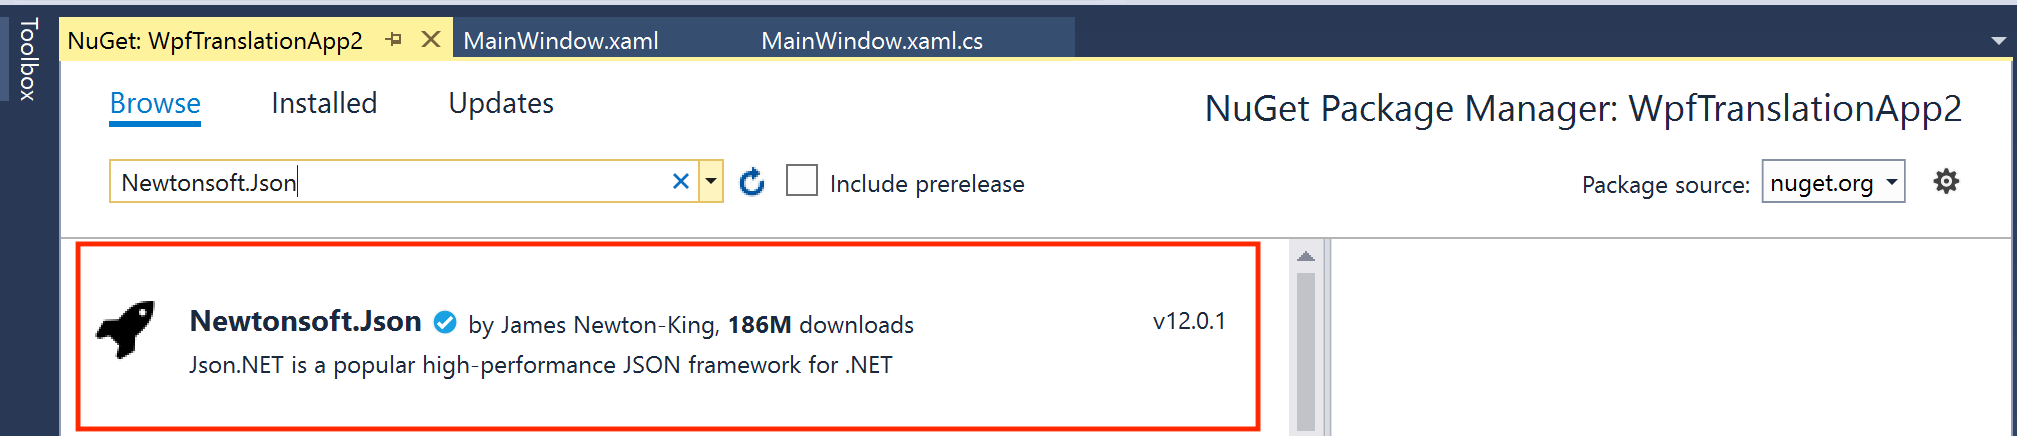 Toolbox
NuGet: WpfTranslationApp2
MainWindow.xaml
MainWindow.xaml.cs
Browse
Installed
Updates
NuGet Package Manager: WpfTranslationApp2
Newtonsoft.Json
Include prerelease
Package source:
nuget.org
Newtonsoft.Json by James Newton-King, 186M downloads
v12.0.1
Json.NET is a popular high-performance JSON framework for .NET